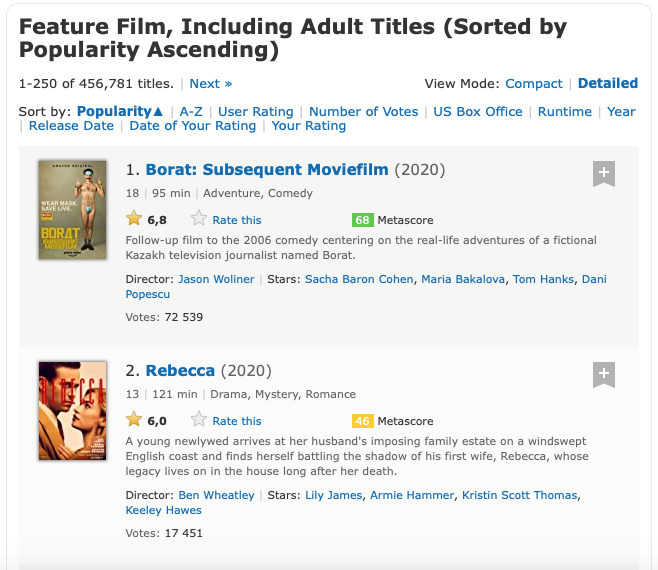 Feature Film, Including Adult Titles (Sorted by
Popularity Ascending)
1-250 of 456,781 titles. | Next »
View Mode: Compact | Detailed
Sort by: Popularity▲ | A-Z | User Rating | Number of Votes | US Box Office | Runtime | Year
| Release Date | Date of Your Rating | Your Rating
WEAR MASK.
SAVE LIVE.
BORAT
1. Borat: Subsequent Moviefilm (2020)
18 | 95 min | Adventure, Comedy
6,8 Rate this 68 Metascore
Follow-up film to the 2006 comedy centering on the real-life adventures of a fictional
Kazakh television journalist named Borat.
Director: Jason Woliner | Stars: Sacha Baron Cohen, Maria Bakalova, Tom Hanks, Dani
Popescu
Votes: 72 539
REBECCA
2. Rebecca (2020)
13 | 121 min | Drama, Mystery, Romance
6,0 Rate this 46 Metascore
A young newlywed arrives at her husband's imposing family estate on a windswept
English coast and finds herself battling the shadow of his first wife, Rebecca, whose
legacy lives on in the house long after her death.
Director: Ben Wheatley | Stars: Lily James, Armie Hammer, Kristin Scott Thomas,
Keeley Hawes
Votes: 17 451